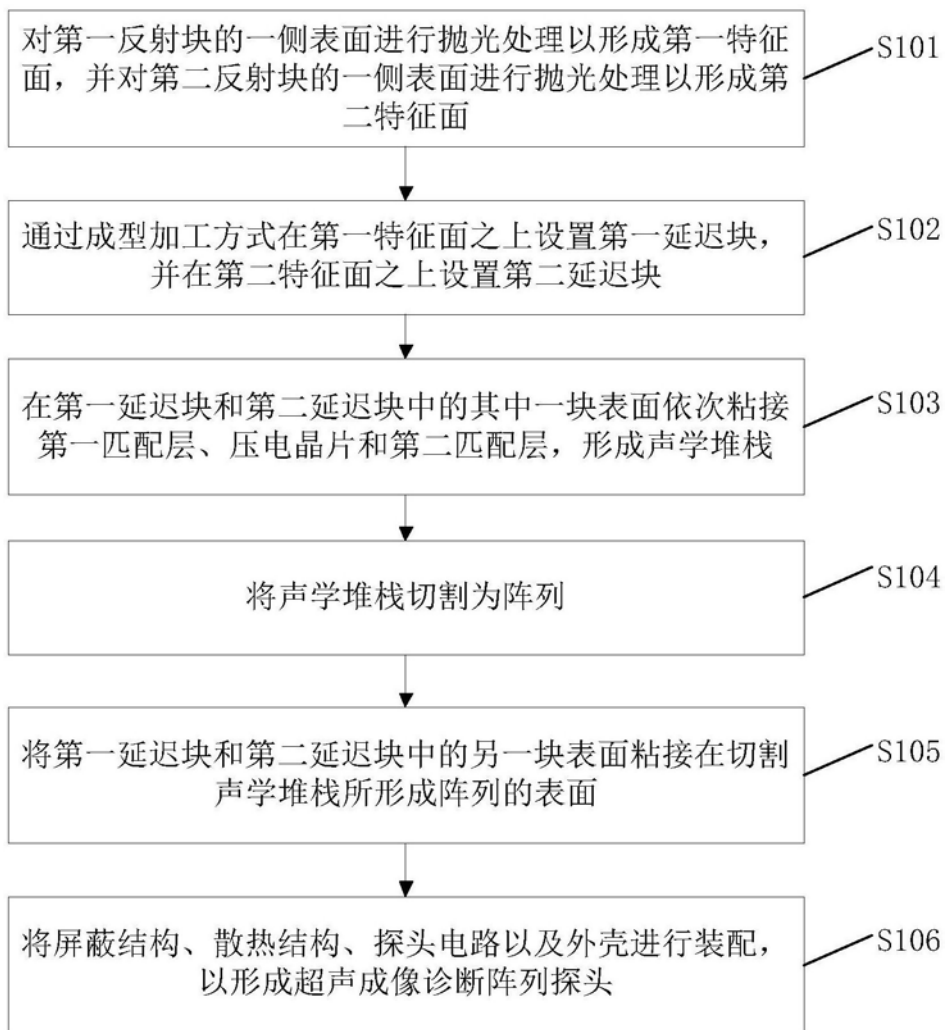 对第一反射块的一侧表面进行抛光处理以形成第一特征
面，并对第二反射块的一侧表面进行抛光处理以形成第
二特征面
S101
通过成型加工方式在第一特征面之上设置第一延迟块，
并在第二特征面之上设置第二延迟块
S102
在第一延迟块和第二延迟块中的其中一块表面依次粘接
第一匹配层、压电晶片和第二匹配层，形成声学堆栈
S103
将声学堆栈切割为阵列
S104
将第一延迟块和第二延迟块中的另一块表面粘接在切割
声学堆栈所形成阵列的表面
S105
将屏蔽结构、散热结构、探头电路以及外壳进行装配，
以形成超声成像诊断阵列探头
S106